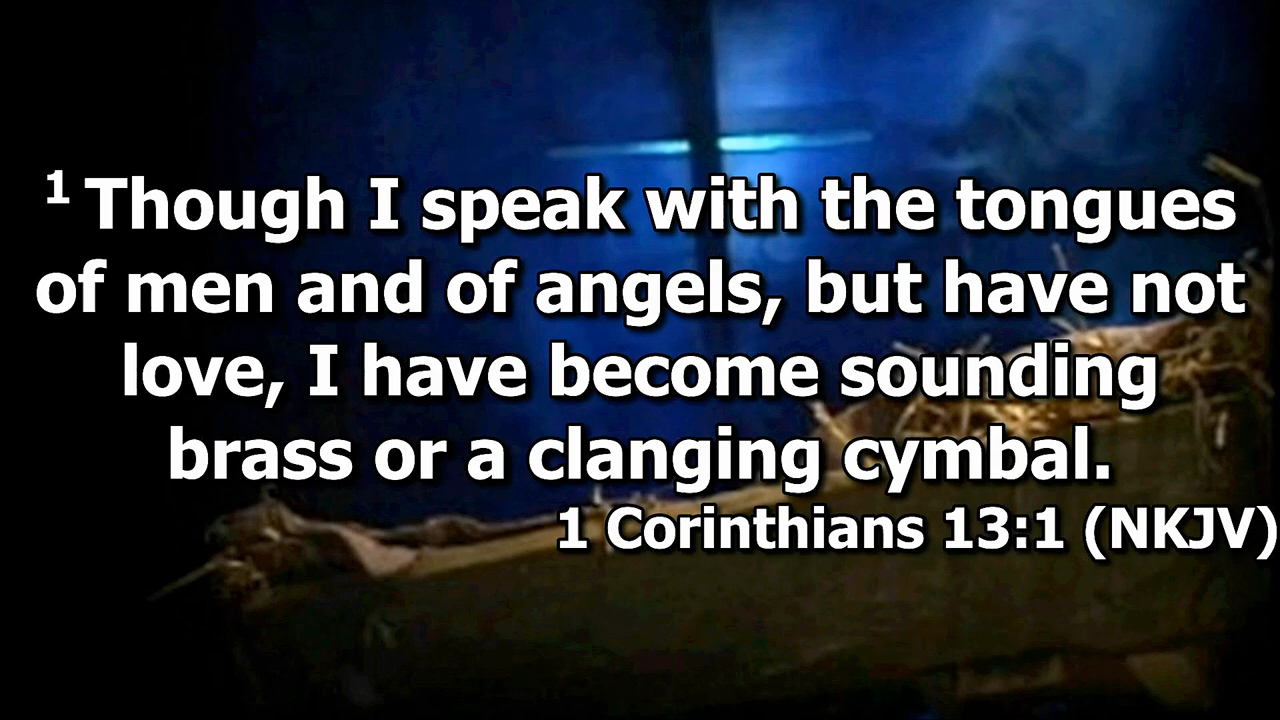 1 Though I speak with the tongues
of men and of angels, but have not
love, I have become sounding
brass or a clanging cymbal.
1 Corinthians 13:1 (NKJV)